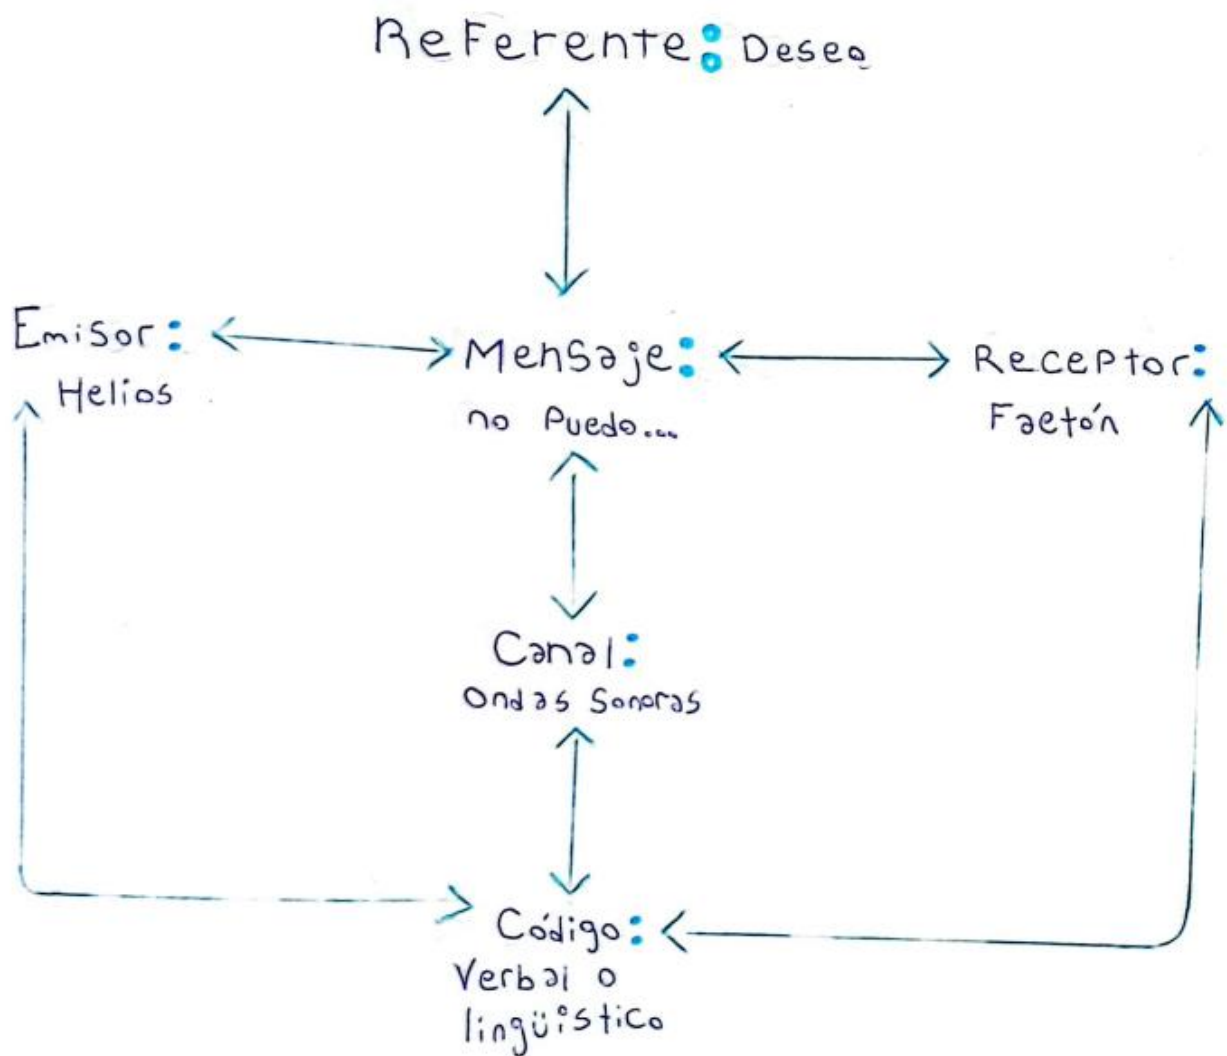 Referente: Deseo
Emisor:
Helios
Mensaje:
no Puedo...
Receptor:
Faetón
Canal:
Ondas Sonoras
Código:
Verbal o
lingüístico